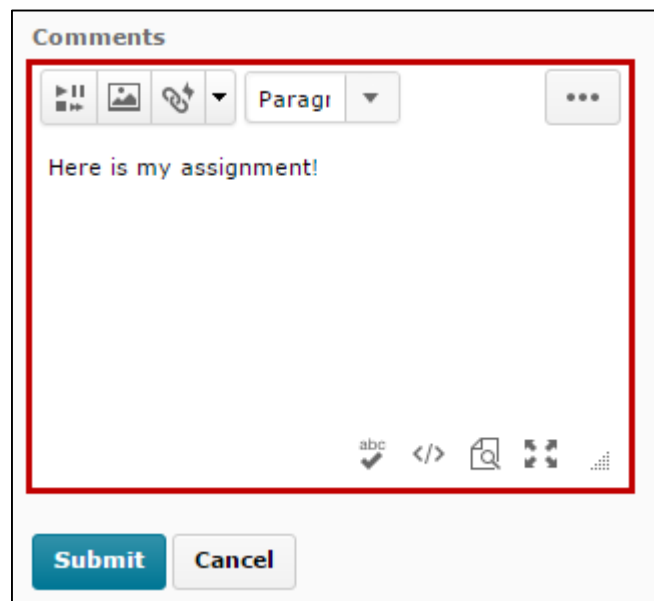 Comments
Paragr
Here is my assignment!
abc
</>
Submit Cancel